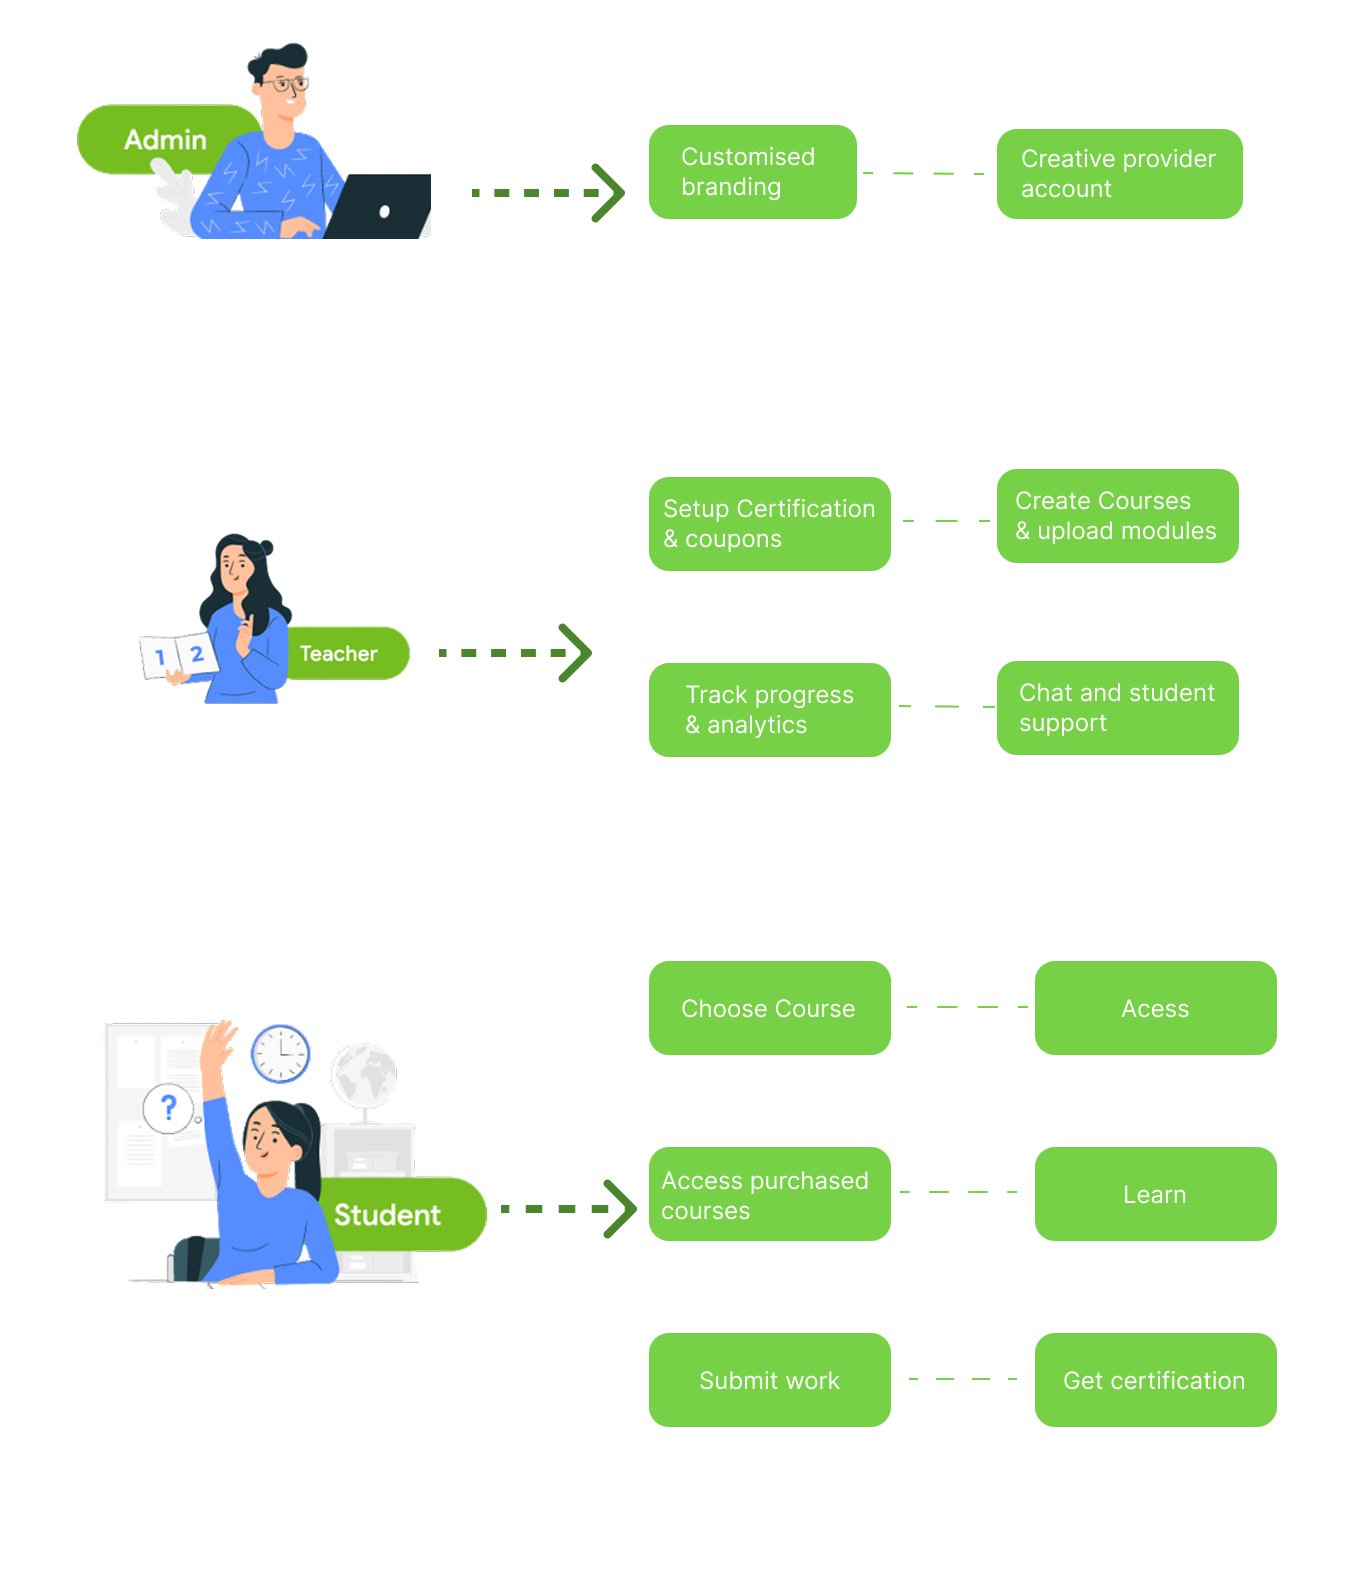 Admin
Customised
branding
Creative provider
account
Setup Certification
& coupons
Create Courses
& upload modules
1 2
Teacher
Track progress
& analytics
Chat and student
support
Choose Course
Acess
?
Access purchased
courses
Learn
Student
Submit work
Get certification